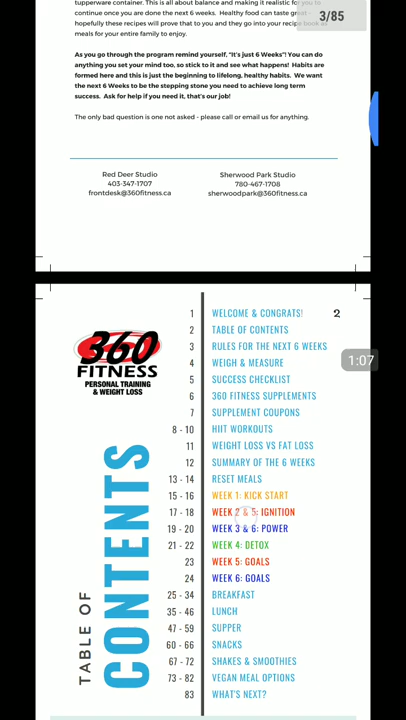 tupperware container. This is all about balance and making it realistic for you to
continue once you are done the next 6 weeks. Healthy food can taste great -
hopefully these recipes will prove that to you and they go into your recipe book as
meals for your entire family to enjoy.
3/85
As you go through the program remind yourself, "It's just 6 Weeks"! You can do
anything you set your mind too, so stick to it and see what happens! Habits are
formed here and this is just the beginning to lifelong, healthy habits. We want
the next 6 Weeks to be the stepping stone you need to achieve long term
success. Ask for help if you need it, that's our job!
The only bad question is one not asked - please call or email us for anything.
Red Deer Studio
403-347-1707
frontdesk@360fitness.ca
Sherwood Park Studio
780-467-1708
sherwoodpark@360fitness.ca
2
1:07
360
FITNESS
PERSONAL TRAINING
& WEIGHT LOSS
TABLE OF
CONTENTS
1 WELCOME & CONGRATS!
2 TABLE OF CONTENTS
3 RULES FOR THE NEXT 6 WEEKS
4 WEIGH & MEASURE
5 SUCCESS CHECKLIST
6 360 FITNESS SUPPLEMENTS
7 SUPPLEMENT COUPONS
8 - 10 HIIT WORKOUTS
11 WEIGHT LOSS VS FAT LOSS
12 SUMMARY OF THE 6 WEEKS
13 - 14 RESET MEALS
15 - 16 WEEK 1: KICK START
17 - 18 WEEK 2 & 5: IGNITION
19 - 20 WEEK 3 & 6: POWER
21 - 22 WEEK 4: DETOX
23 WEEK 5: GOALS
24 WEEK 6: GOALS
25 - 34 BREAKFAST
35 - 46 LUNCH
47 - 59 SUPPER
60 - 66 SNACKS
67 - 72 SHAKES & SMOOTHIES
73 - 82 VEGAN MEAL OPTIONS
83 WHAT'S NEXT?